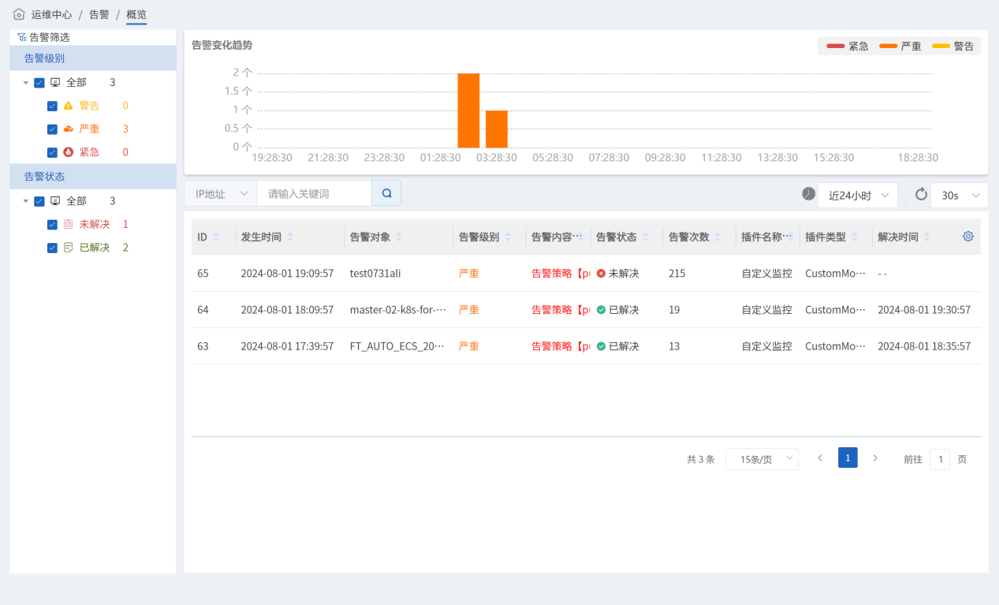 运维中心 / 告警 / 概览
告警筛选
告警级别
全部 3
警告 0
严重 3
紧急 0
告警状态
全部 3
未解决 1
已解决 2
告警变化趋势
紧急 严重 警告
2 个
1.5 个
1 个
0.5 个
0 个
19:28:30 21:28:30 23:28:30 01:28:30 03:28:30 05:28:30 07:28:30 09:28:30 11:28:30 13:28:30 15:28:30 18:28:30
IP地址 请输入关键词 近24小时 30s
ID 发生时间 告警对象 告警级别 告警内容··· 告警状态 告警次数 插件名称··· 插件类型 解决时间
65 2024-08-01 19:09:57 test0731ali 严重 告警策略【p 未解决 215 自定义监控 CustomMo··· - -
64 2024-08-01 18:09:57 master-02-k8s-for-··· 严重 告警策略【p 已解决 19 自定义监控 CustomMo··· 2024-08-01 19:30:57
63 2024-08-01 17:39:57 FT_AUTO_ECS_20··· 严重 告警策略【p 已解决 13 自定义监控 CustomMo··· 2024-08-01 18:35:57
共 3 条 15条/页 1 前往 1 页